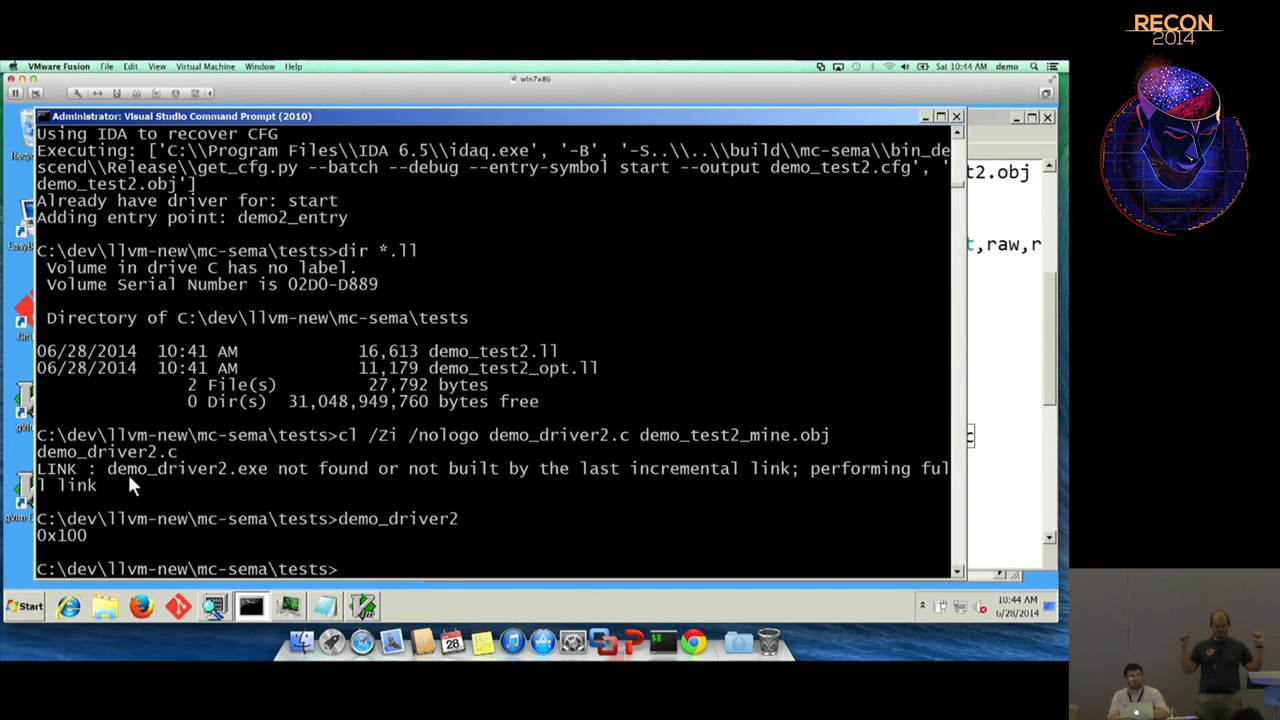 RECON
2014
VMware Fusion File Edit View Virtual Machine Window Help
Sat 10:44 AM demo
win7x86
Administrator: Visual Studio Command Prompt (2010)
Using IDA to recover CFG
Executing: ['C:\\Program Files\\IDA 6.5\\idaq.exe', '-B', '-S..\\..\\build\\mc-sema\\bin_de
scend\\Release\\get_cfg.py --batch --debug --entry-symbol start --output demo_test2.cfg', '
demo_test2.obj']
Already have driver for: start
Adding entry point: demo2_entry
C:\dev\llvm-new\mc-sema\tests>dir *.ll
Volume in drive C has no label.
Volume Serial Number is 02D0-D889
Directory of C:\dev\llvm-new\mc-sema\tests
06/28/2014 10:41 AM 16,613 demo_test2.ll
06/28/2014 10:41 AM 11,179 demo_test2_opt.ll
2 File(s) 27,792 bytes
0 Dir(s) 31,048,949,760 bytes free
C:\dev\llvm-new\mc-sema\tests>cl /Zi /nologo demo_driver2.c demo_test2_mine.obj
demo_driver2.c
LINK : demo_driver2.exe not found or not built by the last incremental link; performing ful
l link
C:\dev\llvm-new\mc-sema\tests>demo_driver2
0x100
C:\dev\llvm-new\mc-sema\tests>
t2.obj
t,raw,r
c
Start
10:44 AM
6/28/2014
28